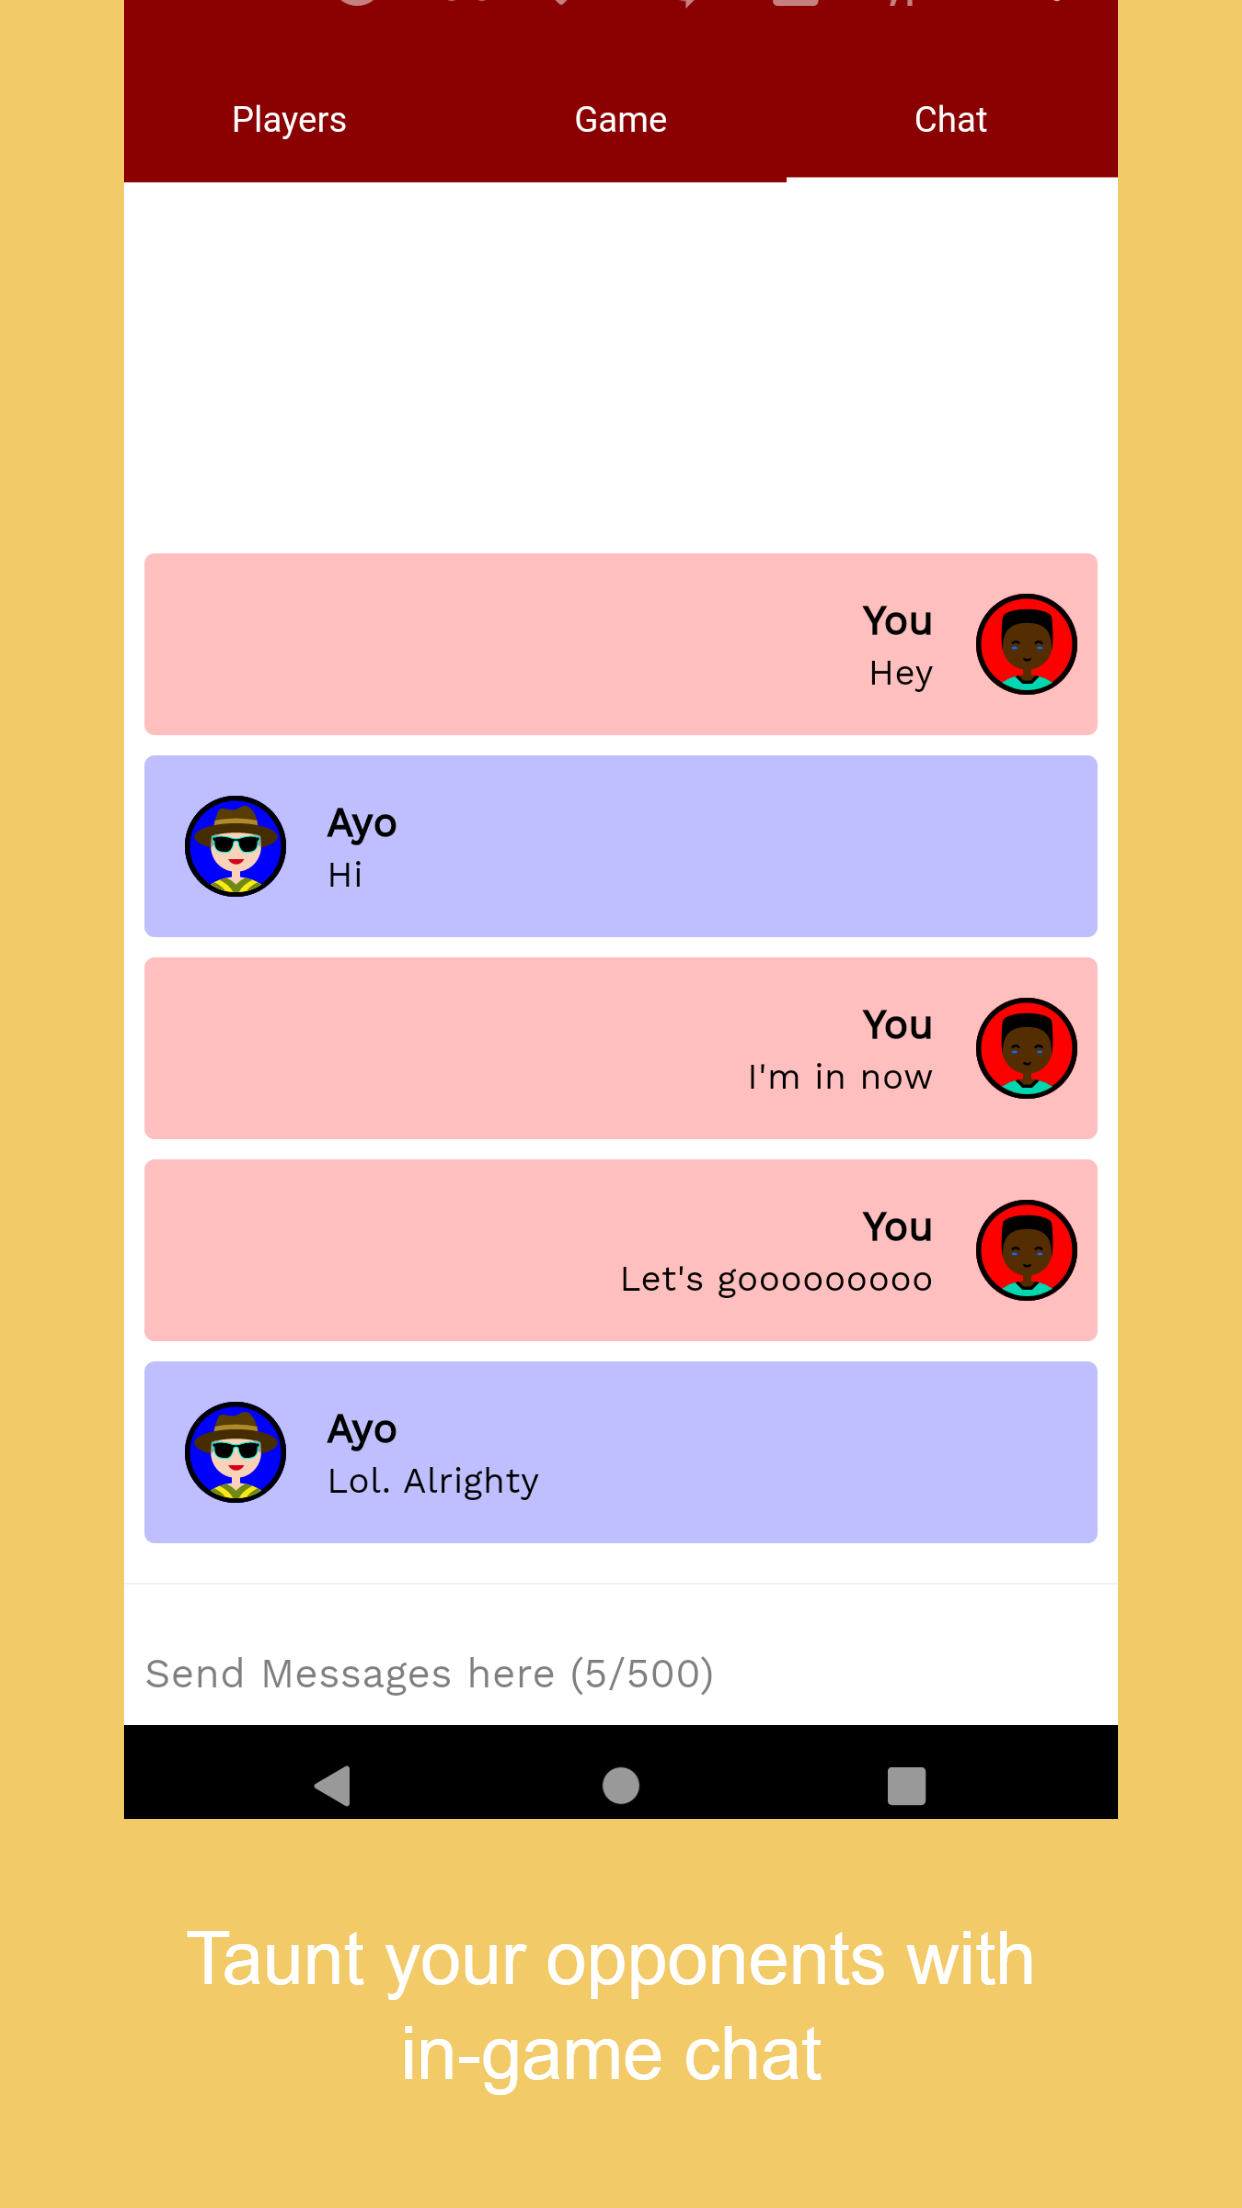 Players
Game
Chat
You
Hey
Ayo
Hi
You
I'm in now
You
Let's gooooooooo
Ayo
Lol. Alrighty
Send Messages here (5/500)
Taunt your opponents with
in-game chat